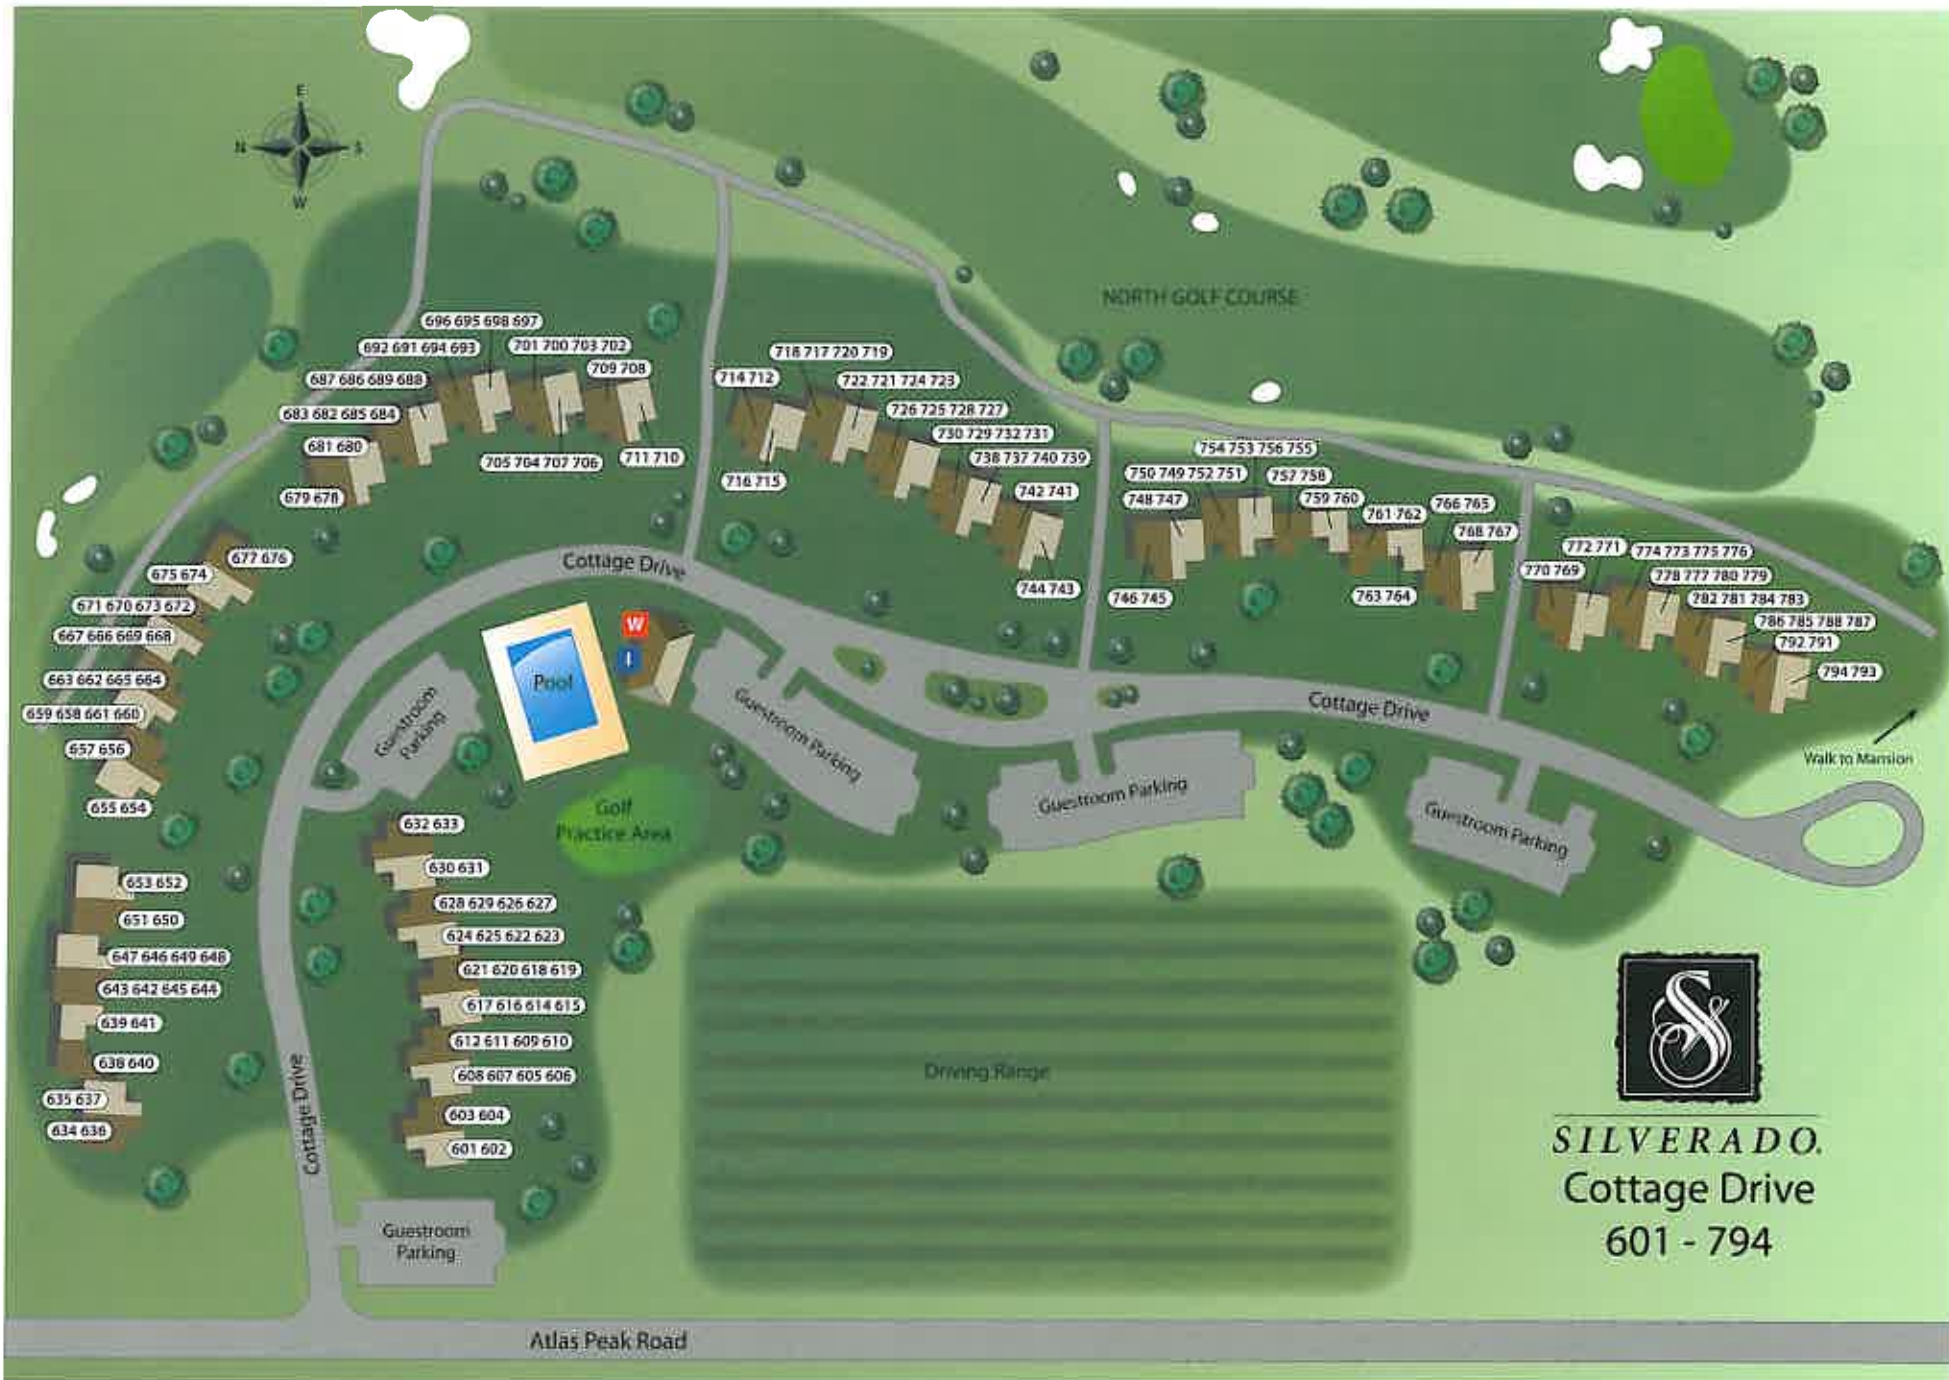 E
N
S
W
NORTH GOLF COURSE
696 695 698 697
692 691 694 693
701 700 703 702
687 686 689 688
709 708
683 682 685 684
681 680
705 704 707 706
711 710
679 678
718 717 720 719
714 712
722 721 724 723
726 725 728 727
730 729 732 731
738 737 740 739
716 715
742 741
744 743
754 753 756 755
750 749 752 751
757 758
748 747
759 760
766 765
761 762
768 767
746 745
763 764
772 771
774 773 775 776
770 769
778 777 780 779
782 781 784 783
786 785 788 787
792 791
794 793
677 676
675 674
671 670 673 672
667 666 669 668
663 662 665 664
659 658 661 660
657 656
655 654
Cottage Drive
W
Pool
Guestroom
Parking
Guestroom Parking
Cottage Drive
Guestroom Parking
Guestroom Parking
Walk to Mansion
Golf
Practice Area
632 633
630 631
653 652
628 629 626 627
651 650
624 625 622 623
647 646 649 648
621 620 618 619
643 642 645 644
617 616 614 615
639 641
612 611 609 610
638 640
608 607 605 606
635 637
603 604
634 636
601 602
Cottage Drive
Driving Range
Guestroom
Parking
S
SILVERADO.
Cottage Drive
601 - 794
Atlas Peak Road